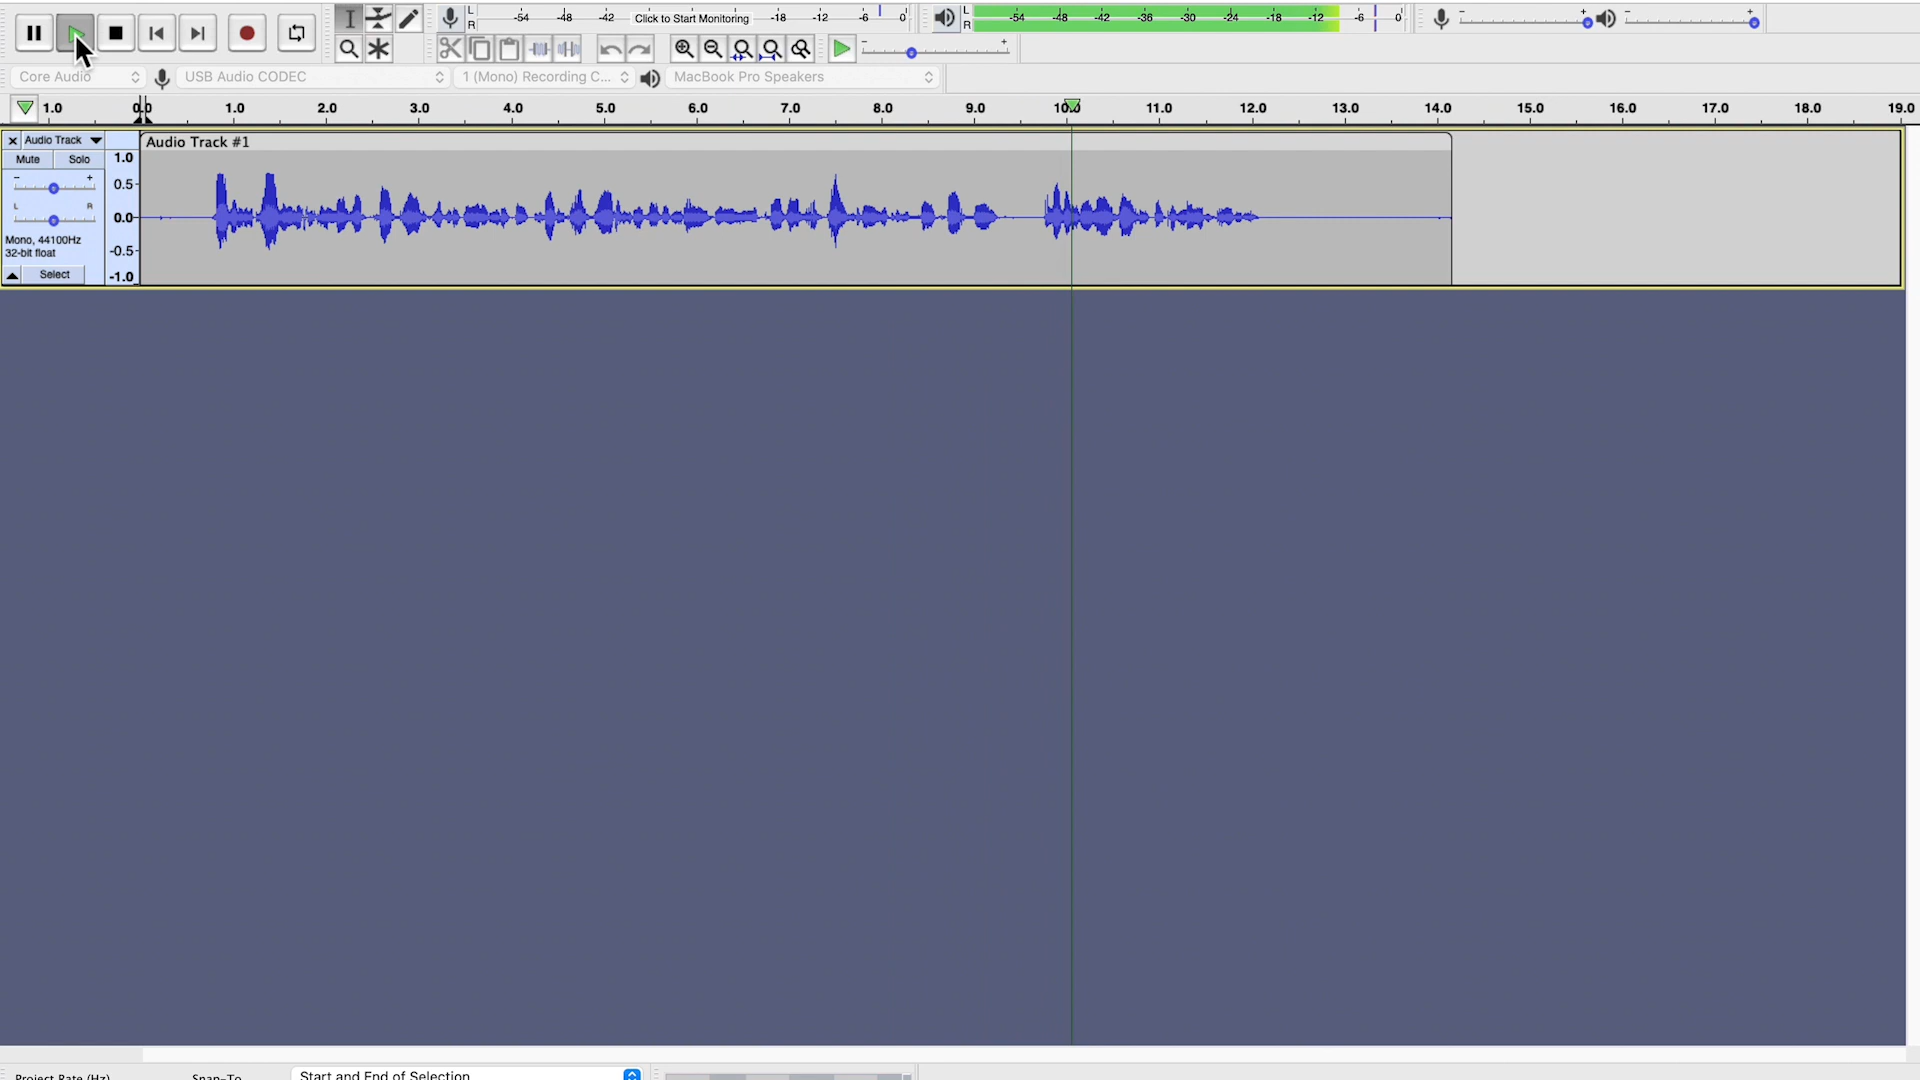 L
R
-54 -48 -42 Click to Start Monitoring -18 -12 -6 0
L
R
-54 -48 -42 -36 -30 -24 -18 -12 -6 0
Core Audio
USB Audio CODEC
1 (Mono) Recording C...
MacBook Pro Speakers
1.0 0.0 1.0 2.0 3.0 4.0 5.0 6.0 7.0 8.0 9.0 10.0 11.0 12.0 13.0 14.0 15.0 16.0 17.0 18.0 19.0
Audio Track
Audio Track #1
Mute Solo
L R
Mono, 44100Hz
32-bit float
Select
1.0
0.5
0.0
-0.5
-1.0
Project Rate (Hz)
Snap-To
Start and End of Selection